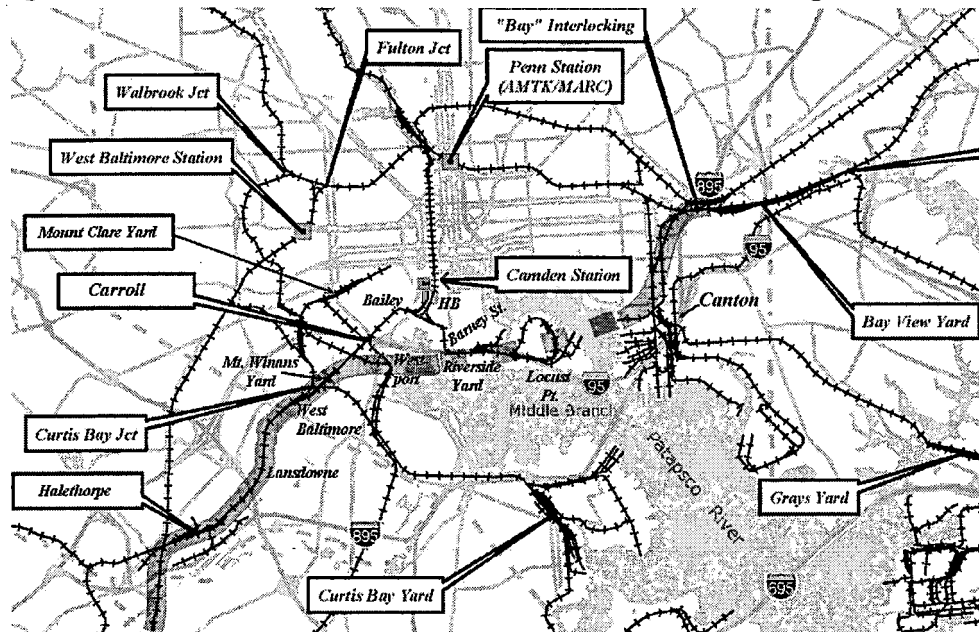 "Bay" Interlocking
Fulton Jct
Penn Station
(AMTK/MARC)
Walbrook Jct
West Baltimore Station
895
Mount Clare Yard
95
Camden Station
Carroll
Bailey
HB
Canton
Barney St.
Bay View Yard
Mt. Winans
Yard
West
port
Riverside
Yard
Locust
Pt.
95
Middle Branch
Curtis Bay Jct
West
Baltimore
Lansdowne
Patapsco
River
Halethorpe
Grays Yard
895
Curtis Bay Yard
695